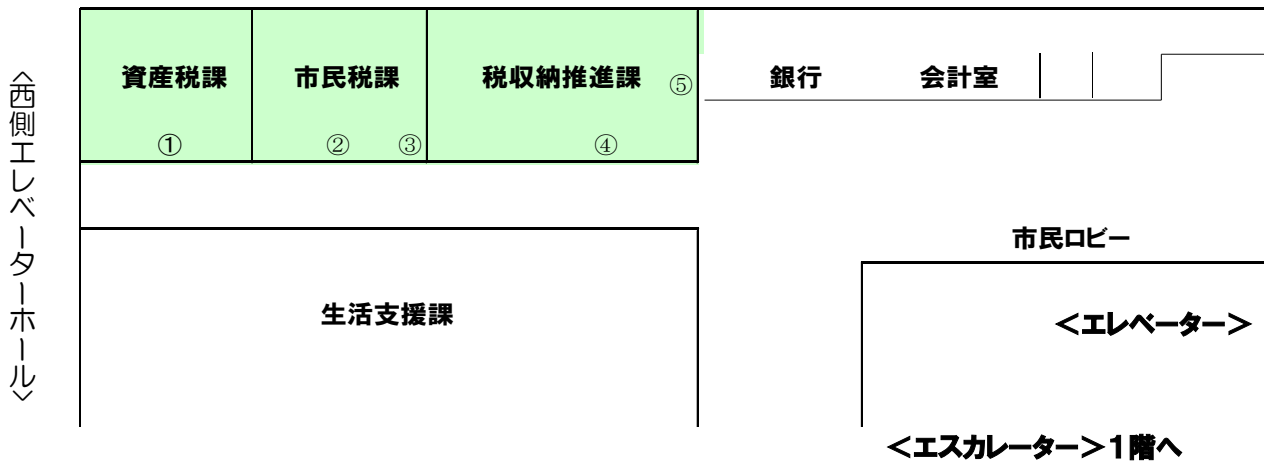 〈西側エレベーターホール〉
資産税課
市民税課
税収納推進課
⑤
銀行
会計室
①
②
③
④
市民ロビー
生活支援課
＜エレベーター＞
＜エスカレーター＞1階へ